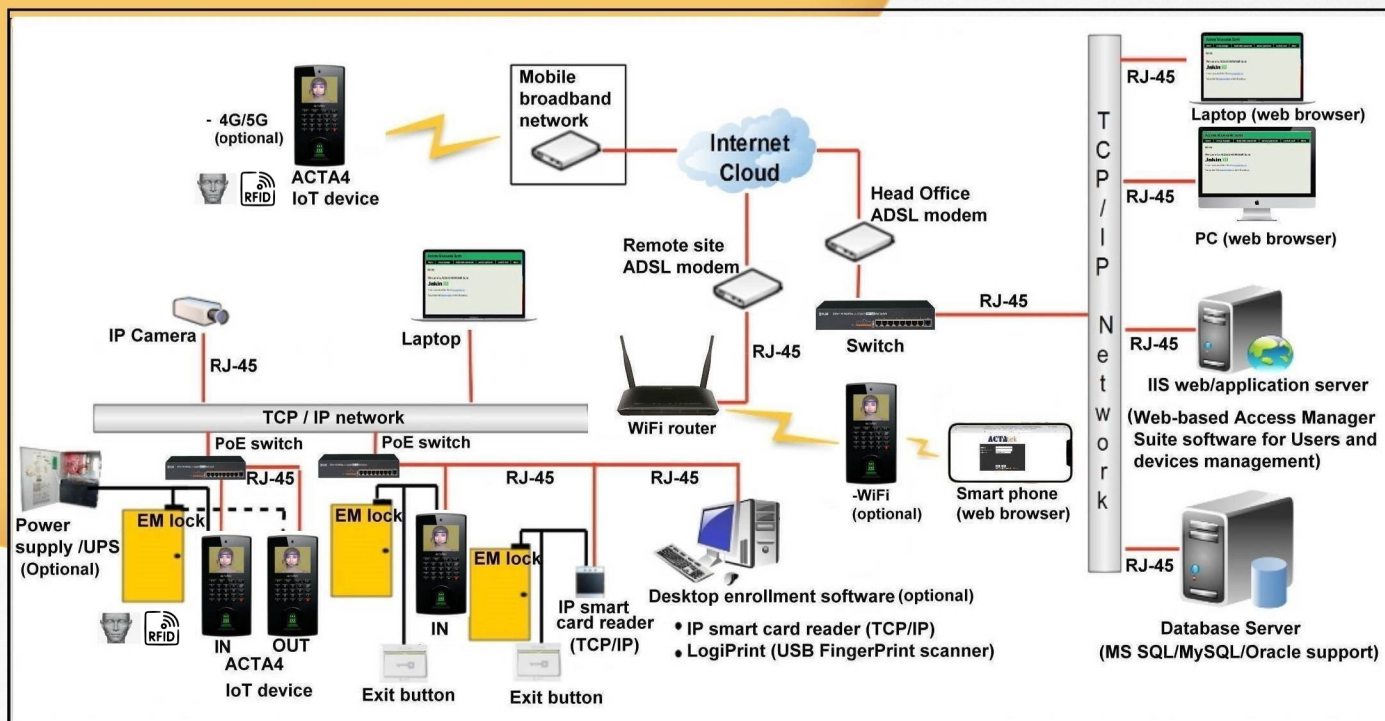 - 4G/5G
(optional)
RFID
ACTA4
IoT device
Mobile
broadband
network
Internet
Cloud
Head Office
ADSL modem
Remote site
ADSL modem
RJ-45
Switch
RJ-45
WiFi router
IP Camera
RJ-45
Laptop
TCP / IP network
PoE switch
PoE switch
RJ-45
RJ-45
RJ-45
RJ-45
Power
supply /UPS
(Optional)
EM lock
EM lock
EM lock
RFID
IN
OUT
ACTA4
IoT device
IN
Exit button
Exit button
IP smart
card reader
(TCP/IP)
Desktop enrollment software (optional)
• IP smart card reader (TCP/IP)
• LogiPrint (USB FingerPrint scanner)
-WiFi
(optional)
ACTAtek
Smart phone
(web browser)
TCP/IP Network
RJ-45
Jakin
Laptop (web browser)
RJ-45
Jakin
PC (web browser)
RJ-45
IIS web/application server
(Web-based Access Manager
Suite software for Users and
devices management)
RJ-45
Database Server
(MS SQL/MySQL/Oracle support)